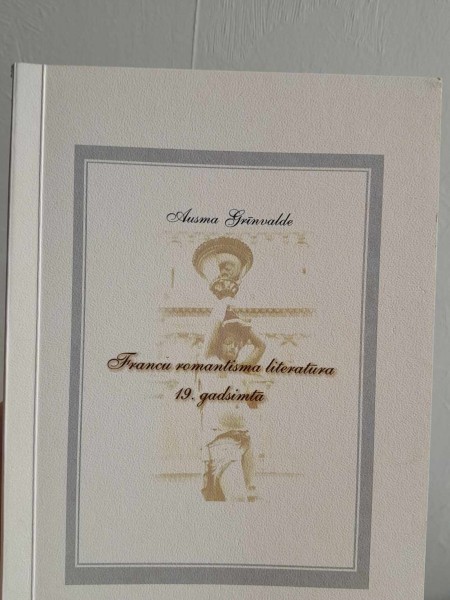 Ausma Grīnvalde
Franču romantisma literatūra
19. gadsimtā